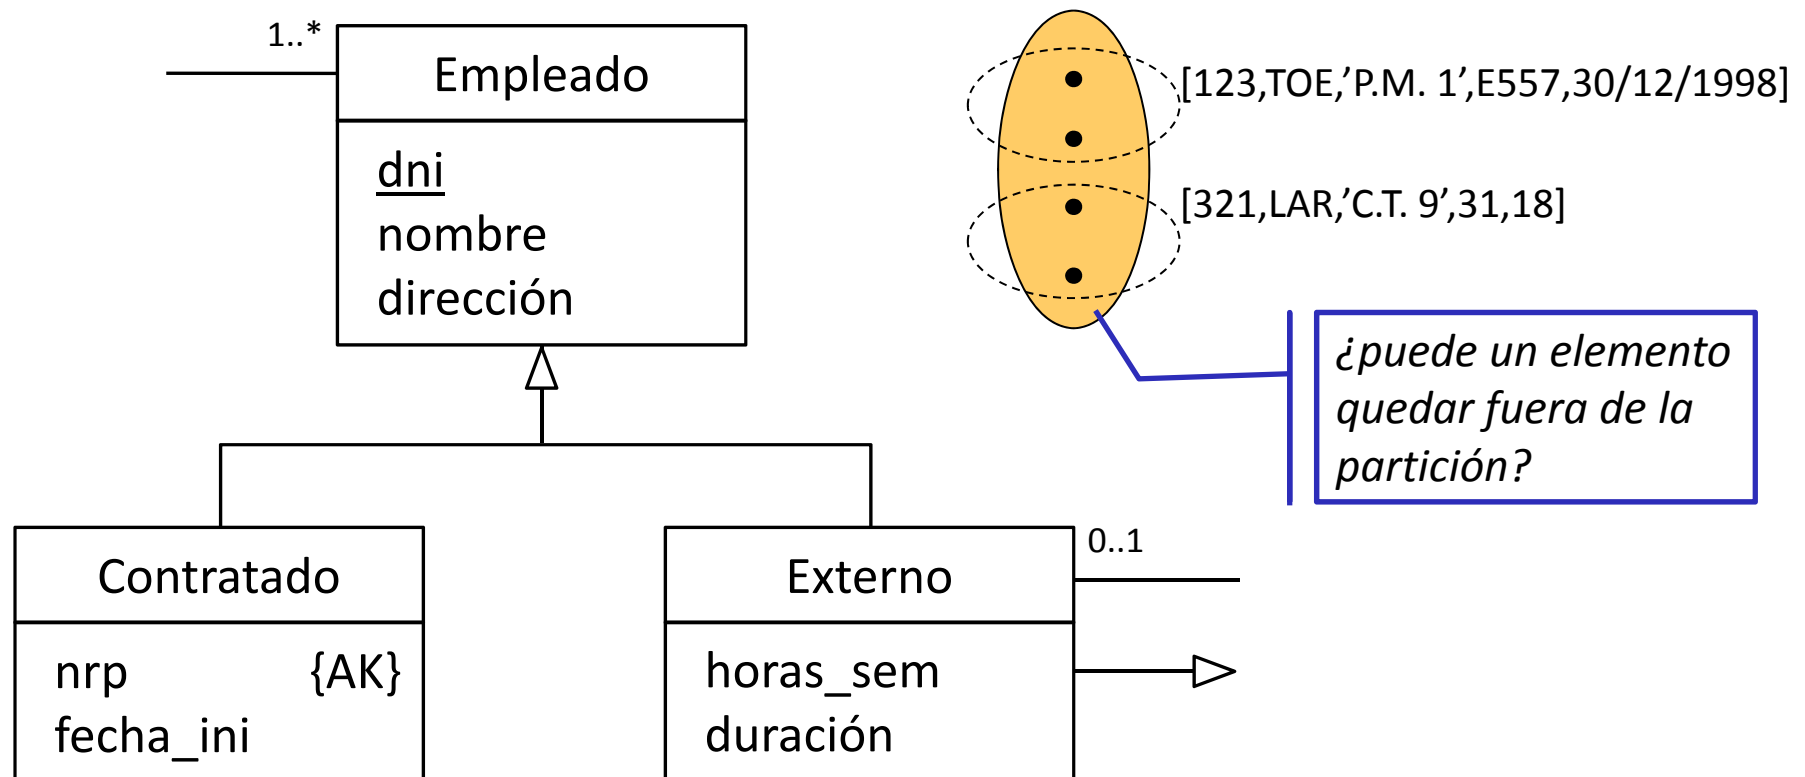 1..*
Empleado
dni
nombre
dirección
[123,TOE,’P.M. 1’,E557,30/12/1998]
[321,LAR,’C.T. 9’,31,18]
¿puede un elemento
quedar fuera de la
partición?
Contratado
nrp {AK}
fecha_ini
Externo
0..1
horas_sem
duración